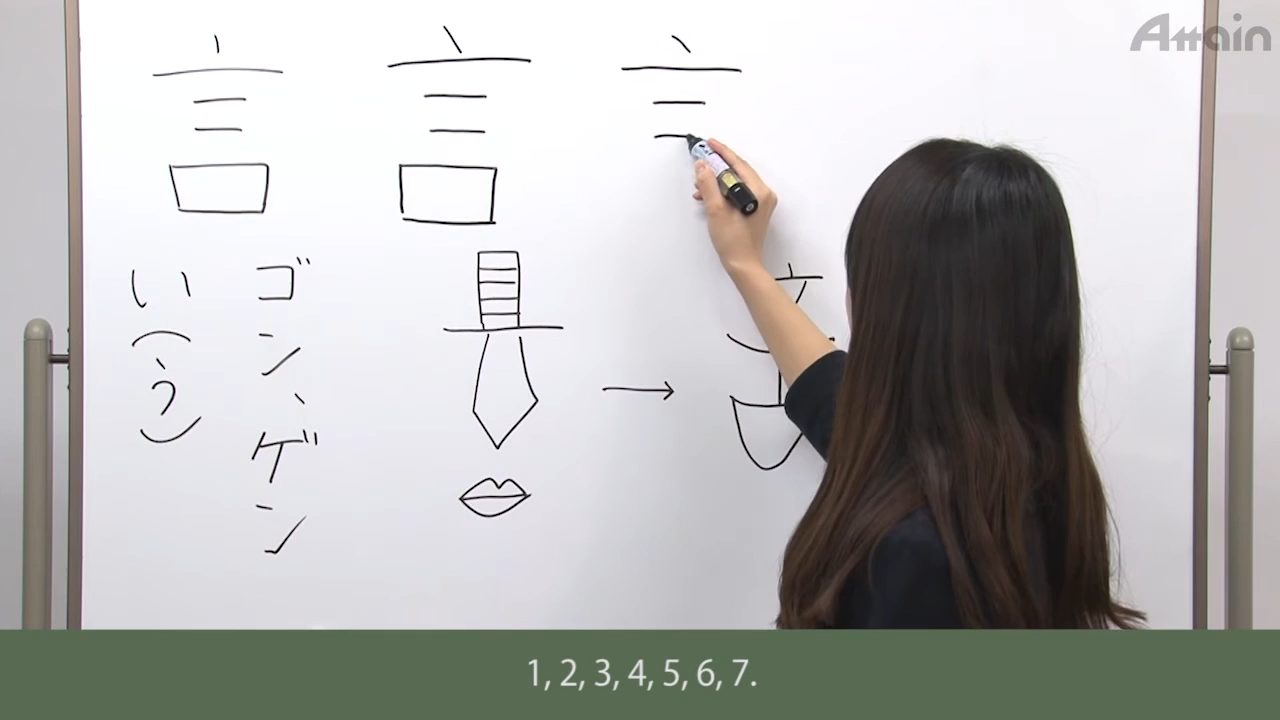 Attain
言 言
い(う)
ゴン、ゲン
→
1, 2, 3, 4, 5, 6, 7.